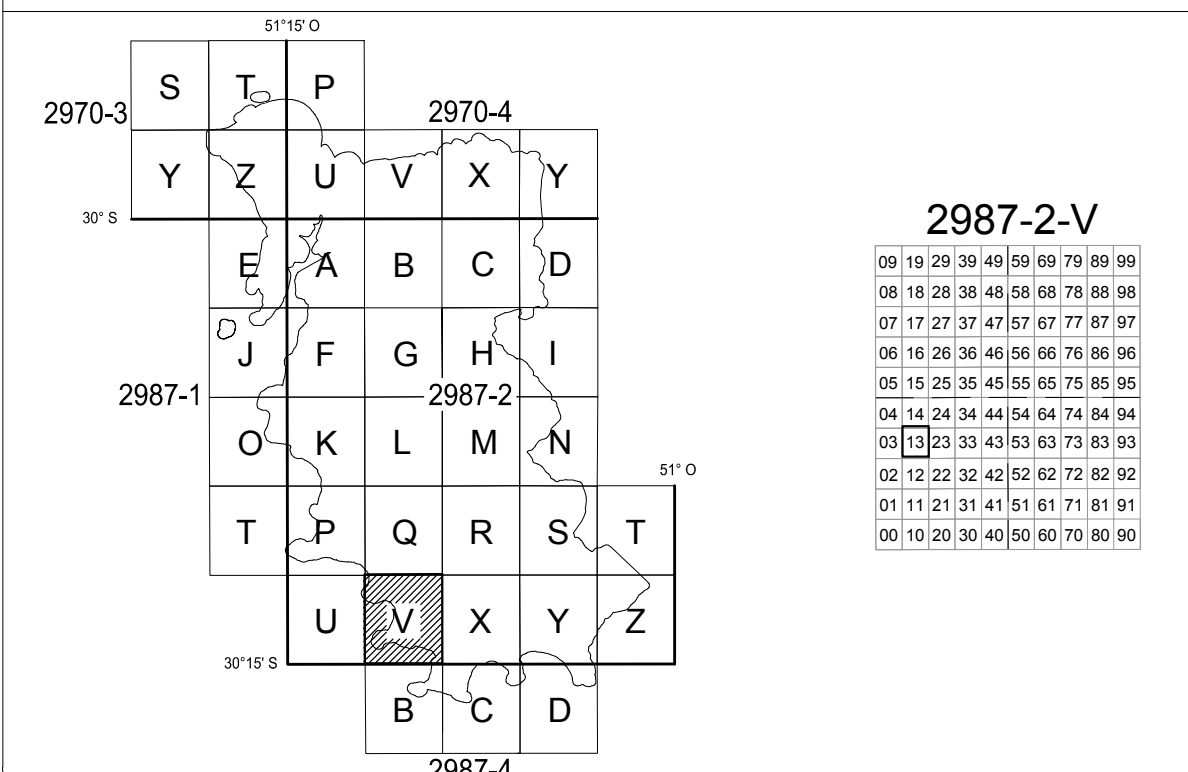 51°15' O
S T P
2970-3 2970-4
Y Z U V X Y
30° S
E A B C D
J F G H I
2987-1 2987-2
O K L M N
51° O
T P Q R S T
U V X Y Z
30°15' S
B C D
2987-4
2987-2-V
09 19 29 39 49 59 69 79 89 99
08 18 28 38 48 58 68 78 88 98
07 17 27 37 47 57 67 77 87 97
06 16 26 36 46 56 66 76 86 96
05 15 25 35 45 55 65 75 85 95
04 14 24 34 44 54 64 74 84 94
03 13 23 33 43 53 63 73 83 93
02 12 22 32 42 52 62 72 82 92
01 11 21 31 41 51 61 71 81 91
00 10 20 30 40 50 60 70 80 90